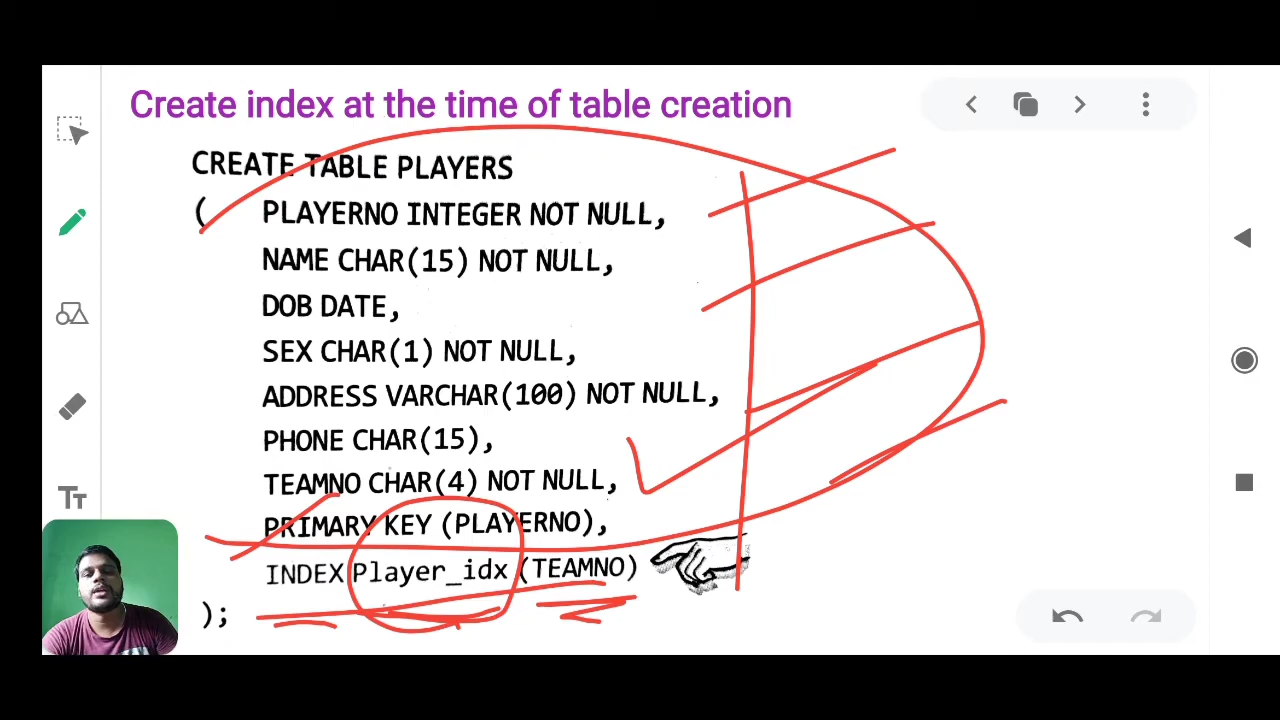 Create index at the time of table creation
CREATE TABLE PLAYERS
( PLAYERNO INTEGER NOT NULL,
NAME CHAR(15) NOT NULL,
DOB DATE,
SEX CHAR(1) NOT NULL,
ADDRESS VARCHAR(100) NOT NULL,
PHONE CHAR(15),
TEAMNO CHAR(4) NOT NULL,
PRIMARY KEY (PLAYERNO),
INDEX Player_idx (TEAMNO)
);
TT